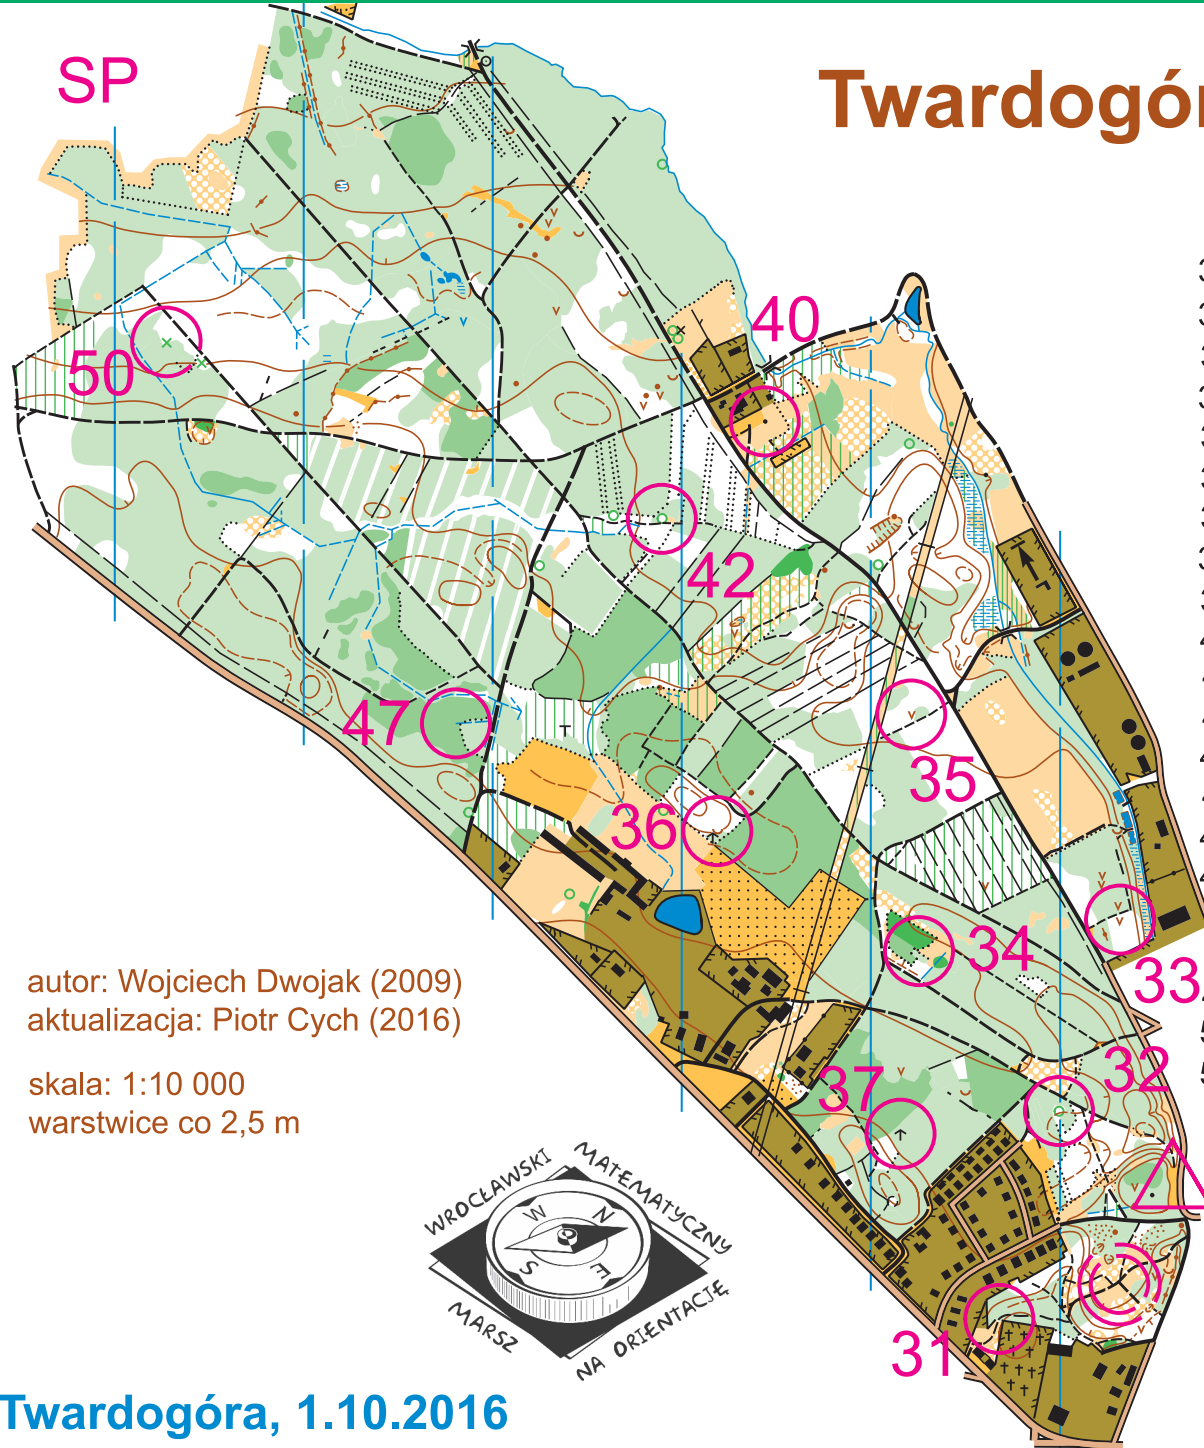 SP
Twardogór
40
50
42
47
35
36
34
33
32
37
31
autor: Wojciech Dwojak (2009)
aktualizacja: Piotr Cych (2016)
skala: 1:10 000
warstwice co 2,5 m
WROCŁAWSKI
MATEMATYCZNY
MARSZ
NA ORIENTACJĘ
N
W
S
E
Twardogóra, 1.10.2016